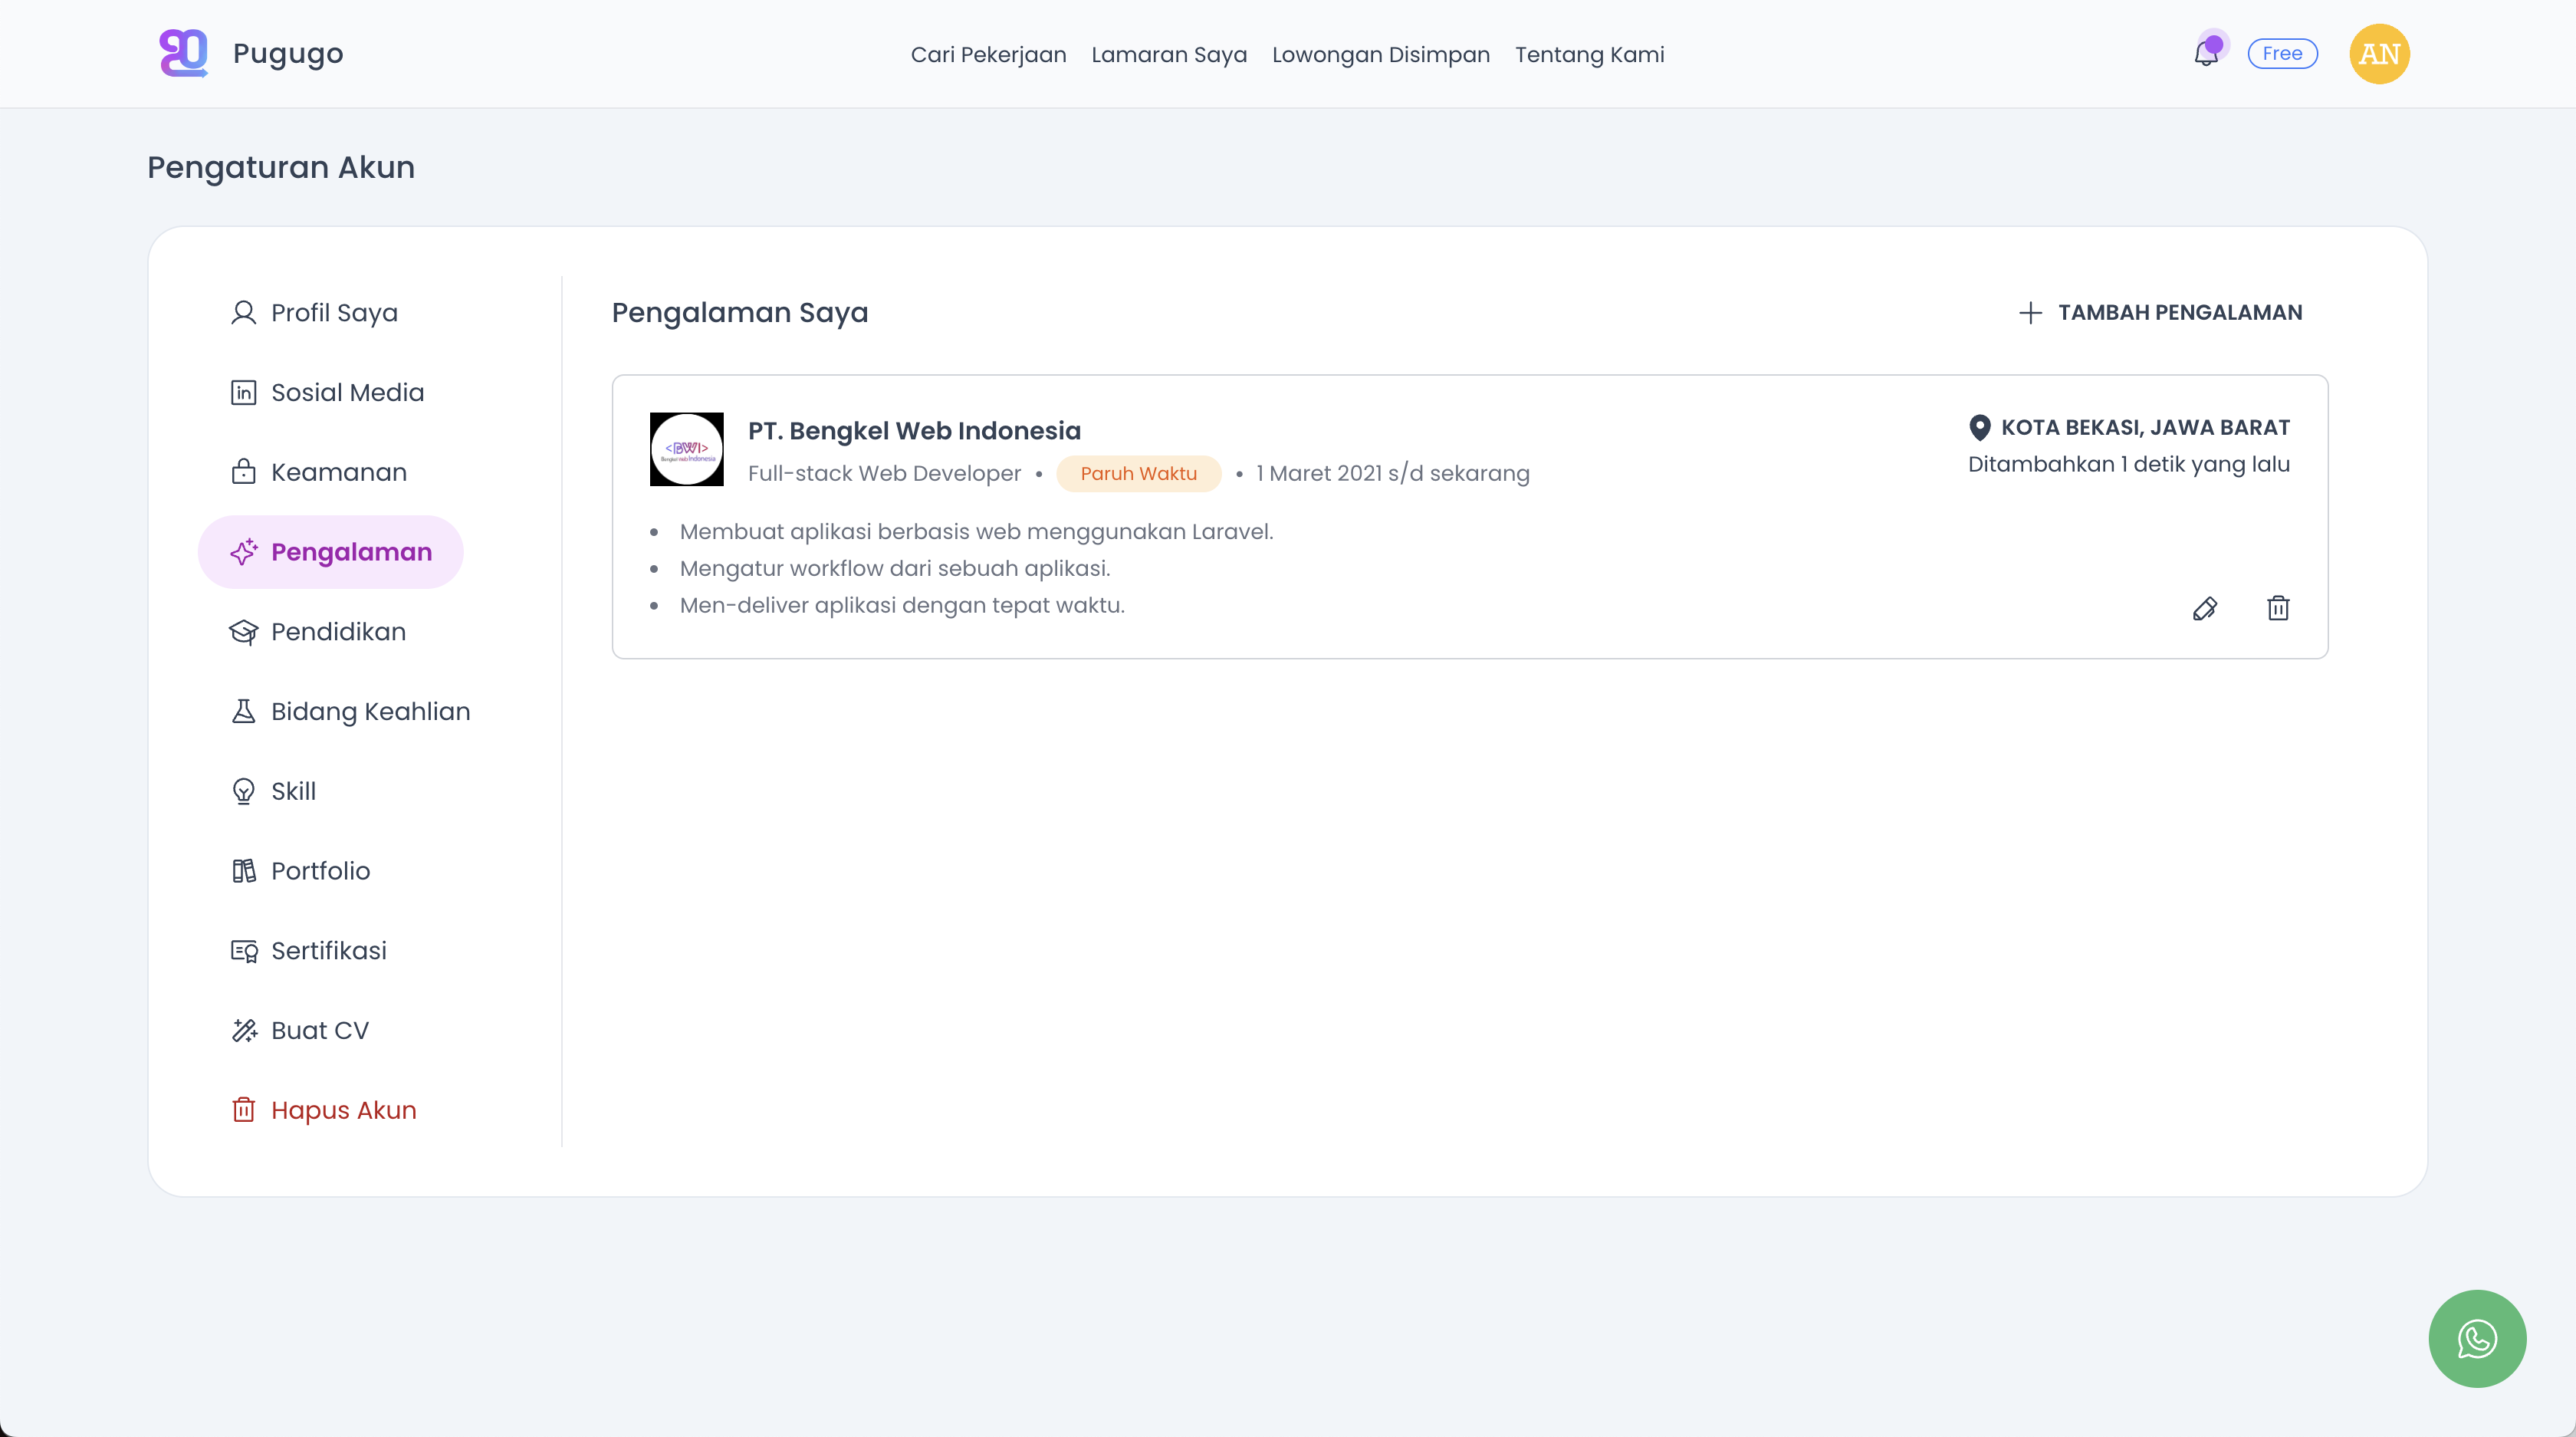 Pugugo
Cari Pekerjaan Lamaran Saya Lowongan Disimpan Tentang Kami
Free
AN
Pengaturan Akun
Profil Saya
Sosial Media
Keamanan
Pengalaman
Pendidikan
Bidang Keahlian
Skill
Portfolio
Sertifikasi
Buat CV
Hapus Akun
Pengalaman Saya
TAMBAH PENGALAMAN
<BWI>
Bengkel Web Indonesia
PT. Bengkel Web Indonesia
Full-stack Web Developer • Paruh Waktu • 1 Maret 2021 s/d sekarang
KOTA BEKASI, JAWA BARAT
Ditambahkan 1 detik yang lalu
• Membuat aplikasi berbasis web menggunakan Laravel.
• Mengatur workflow dari sebuah aplikasi.
• Men-deliver aplikasi dengan tepat waktu.